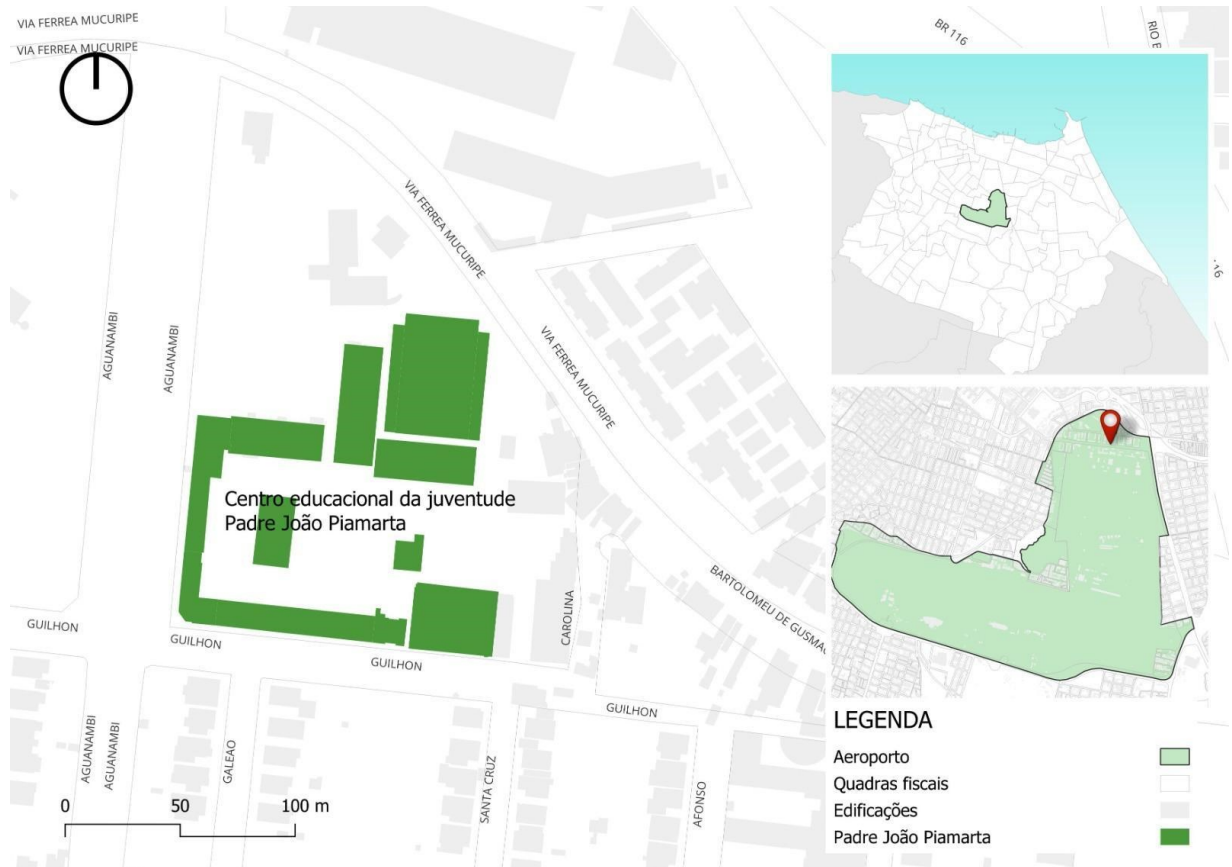 VIA FERREA MUCURIPE
VIA FERREA MUCURIPE
BR 116
AGUANAMBI
AGUANAMBI
VIA FERREA MUCURIPE
VIA FERREA MUCURIPE
Centro educacional da juventude
Padre João Piamarta
BARTOLOMEU DE GUSMAO
CAROLINA
GUILHON
GUILHON
GUILHON
GUILHON
AGUANAMBI
AGUANAMBI
GALEAO
SANTA CRUZ
AFONSO
0 50 100 m
LEGENDA
Aeroporto
Quadras fiscais
Edificações
Padre João Piamarta